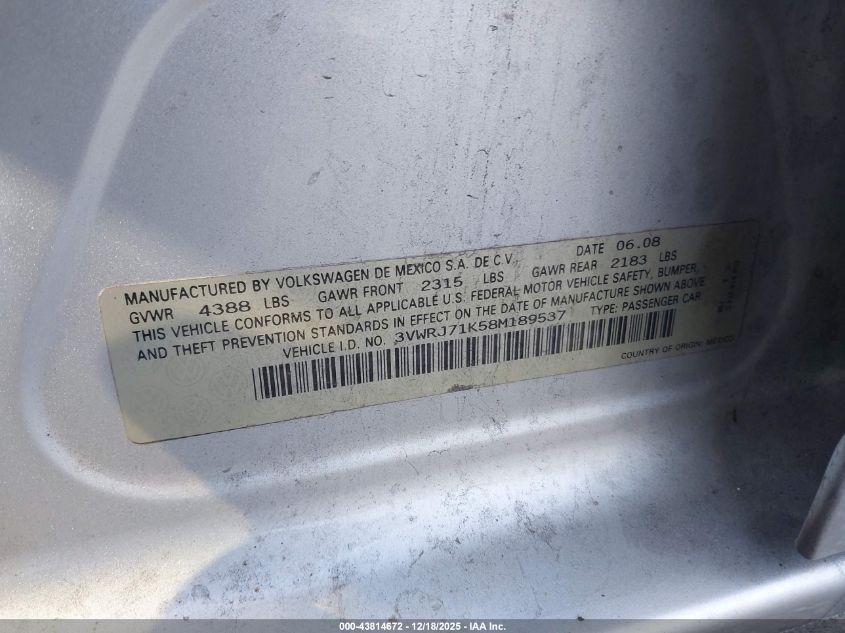 MANUFACTURED BY VOLKSWAGEN DE MEXICO S.A. DE C.V. DATE 06.08
GVWR 4388 LBS GAWR FRONT 2315 LBS GAWR REAR 2183 LBS
THIS VEHICLE CONFORMS TO ALL APPLICABLE U.S. FEDERAL MOTOR VEHICLE SAFETY, BUMPER,
AND THEFT PREVENTION STANDARDS IN EFFECT ON THE DATE OF MANUFACTURE SHOWN ABOVE
VEHICLE I.D. NO. 3VWRJ71K58M189537 TYPE: PASSENGER CAR
COUNTRY OF ORIGIN: MEXICO
000-43814672 - 12/18/2025 - IAA Inc.